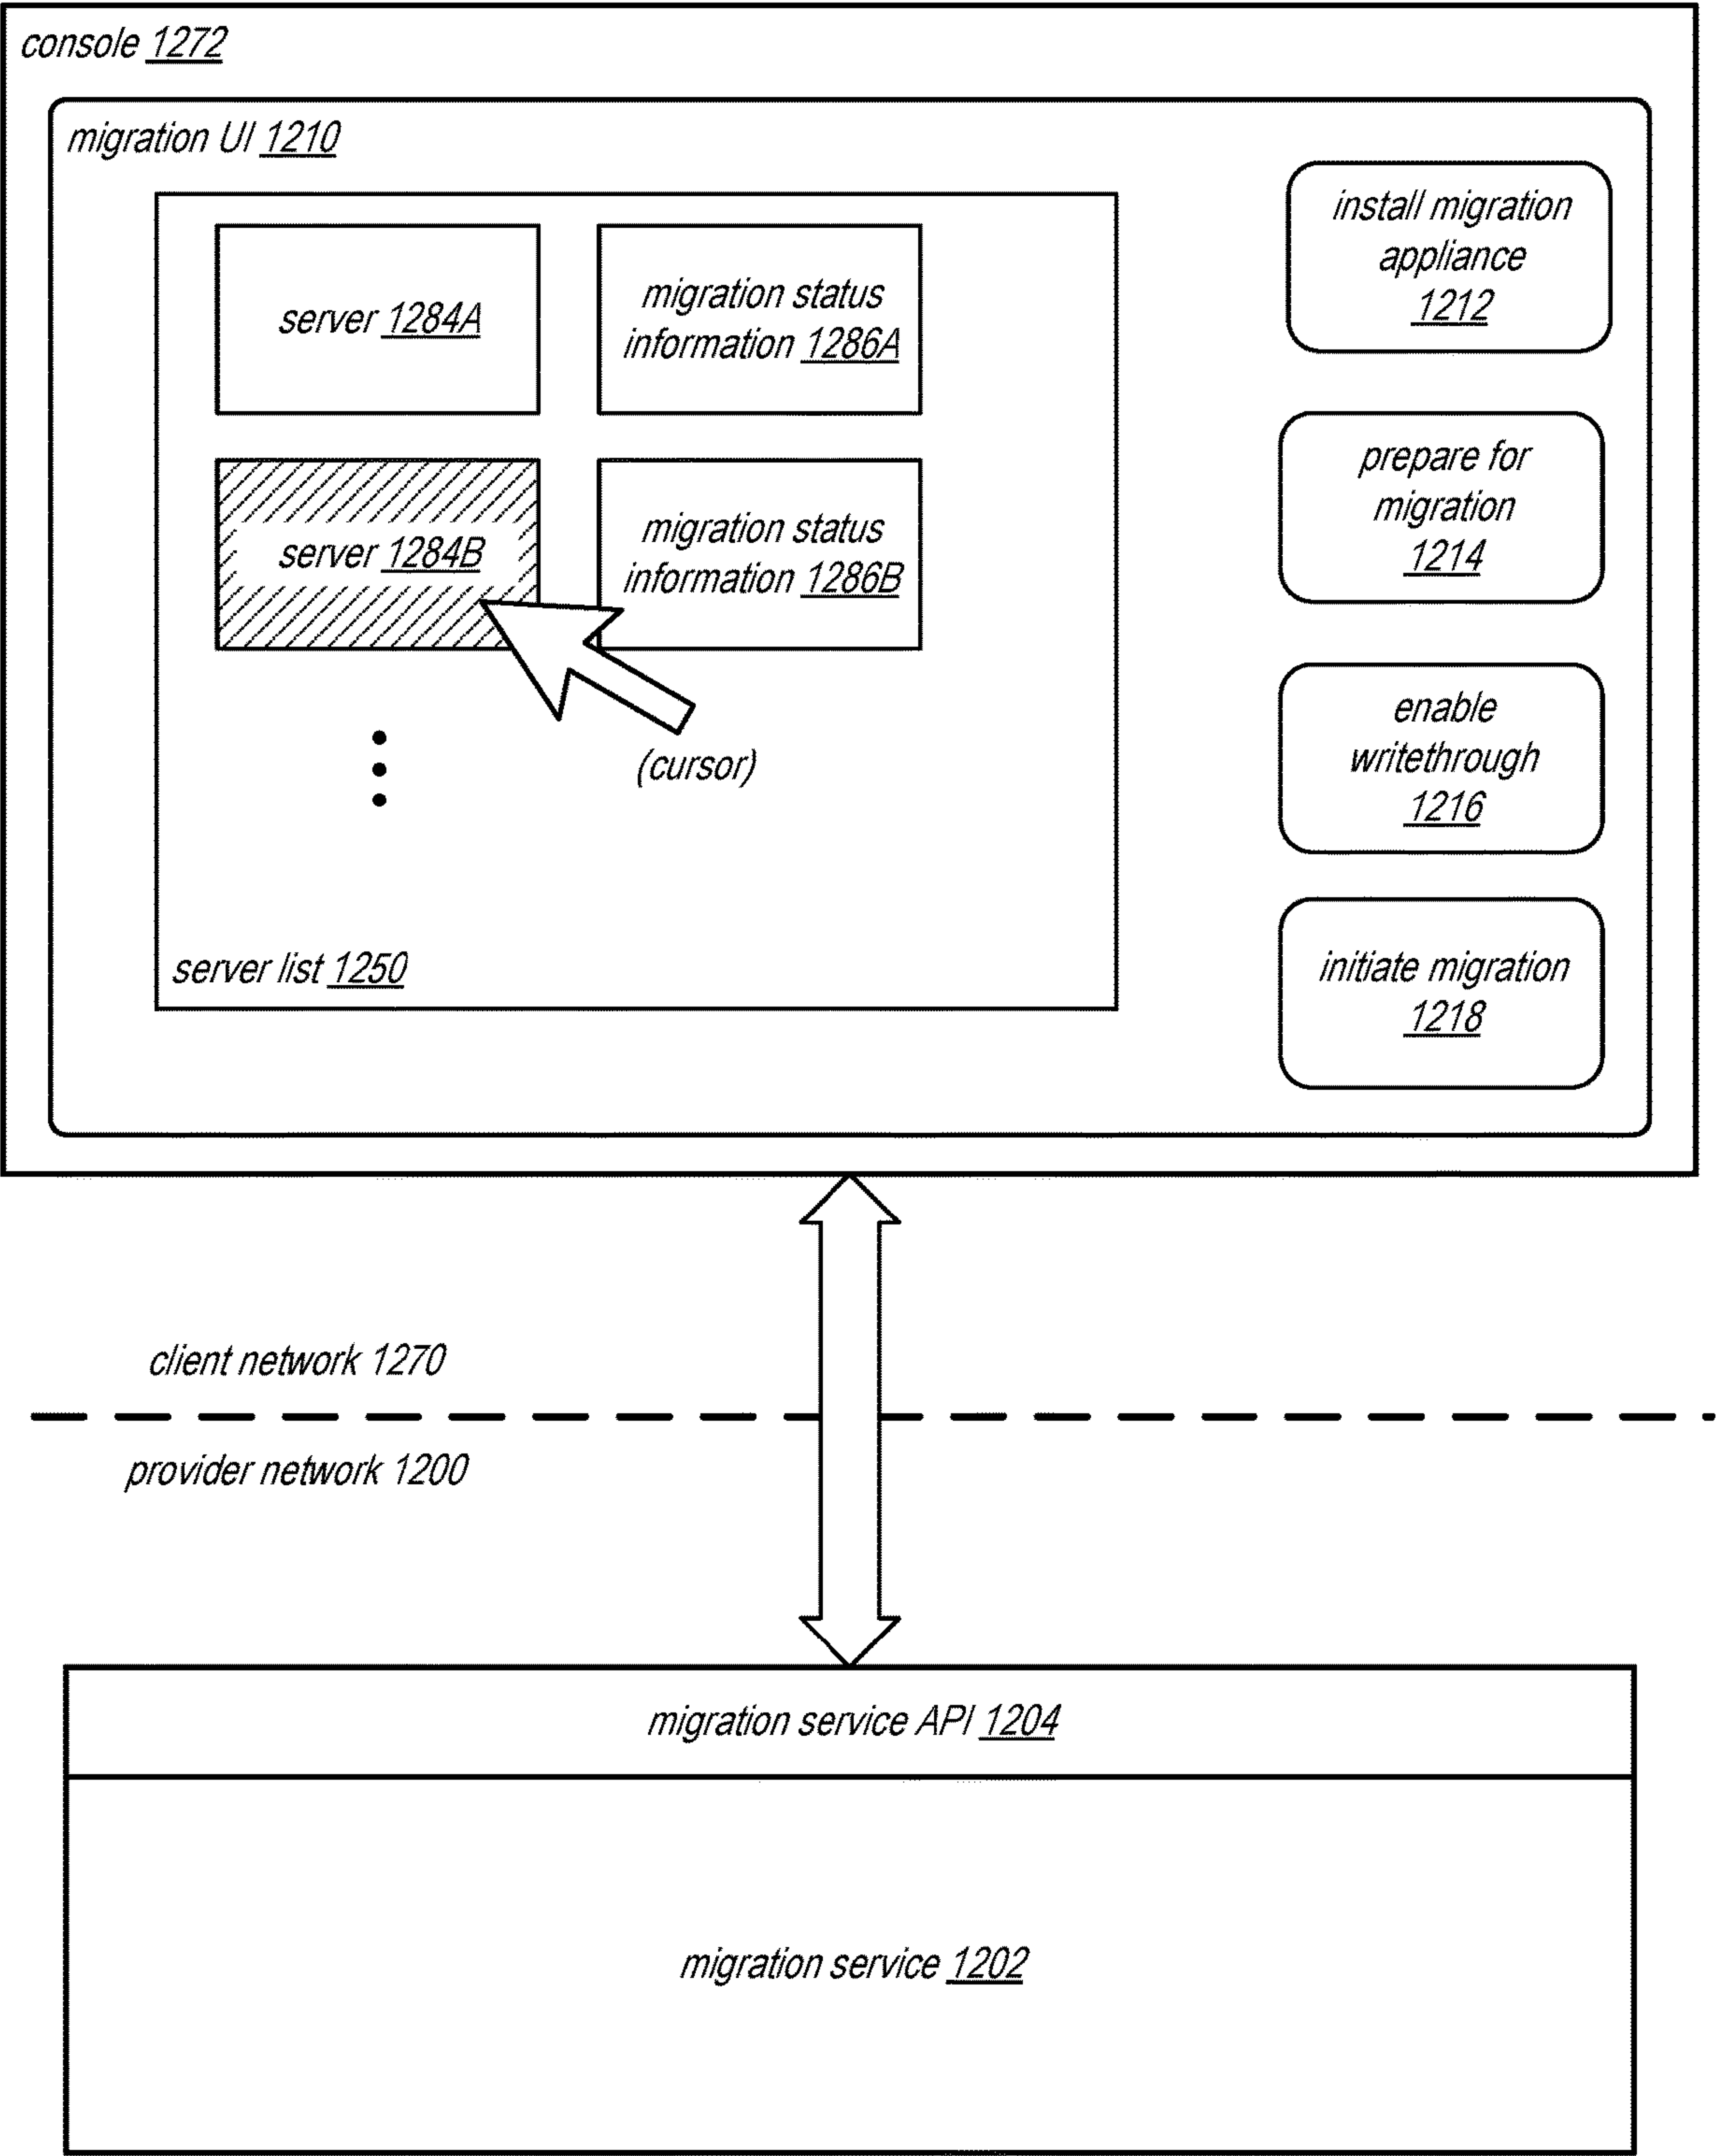 console 1272
migration UI 1210
server 1284A
migration status
information 1286A
server 1284B
migration status
information 1286B
(cursor)
server list 1250
install migration
appliance
1212
prepare for
migration
1214
enable
writethrough
1216
initiate migration
1218
client network 1270
provider network 1200
migration service API 1204
migration service 1202